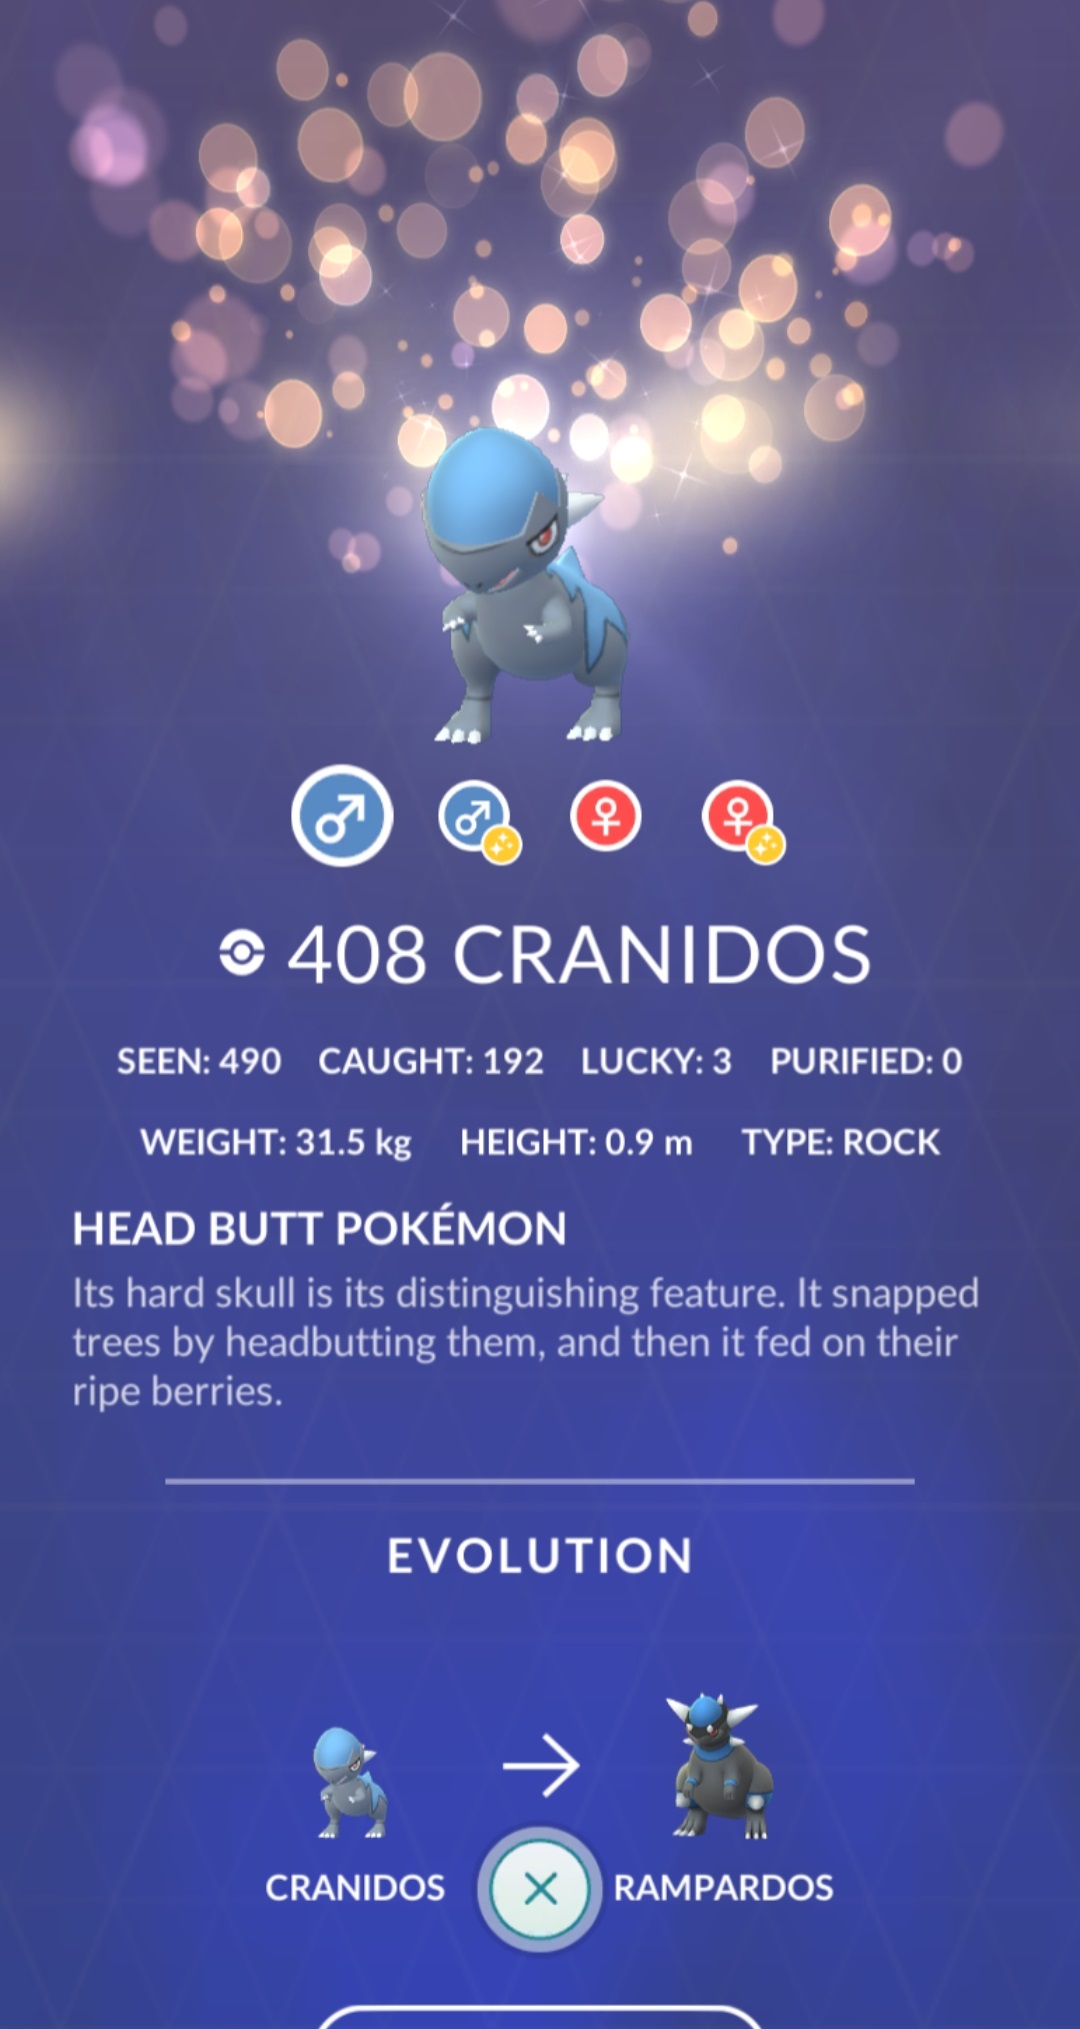 408 CRANIDOS
SEEN: 490 CAUGHT: 192 LUCKY: 3 PURIFIED: 0
WEIGHT: 31.5 kg HEIGHT: 0.9 m TYPE: ROCK
HEAD BUTT POKÉMON
Its hard skull is its distinguishing feature. It snapped
trees by headbutting them, and then it fed on their
ripe berries.
EVOLUTION
CRANIDOS RAMPARDOS